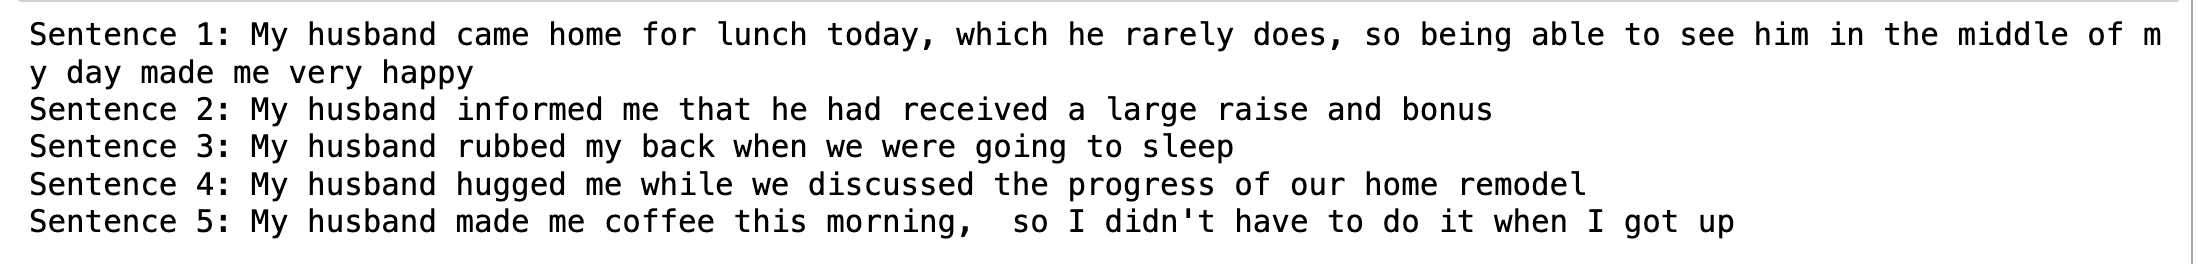 Sentence 1: My husband came home for lunch today, which he rarely does, so being able to see him in the middle of m
y day made me very happy
Sentence 2: My husband informed me that he had received a large raise and bonus
Sentence 3: My husband rubbed my back when we were going to sleep
Sentence 4: My husband hugged me while we discussed the progress of our home remodel
Sentence 5: My husband made me coffee this morning,  so I didn't have to do it when I got up